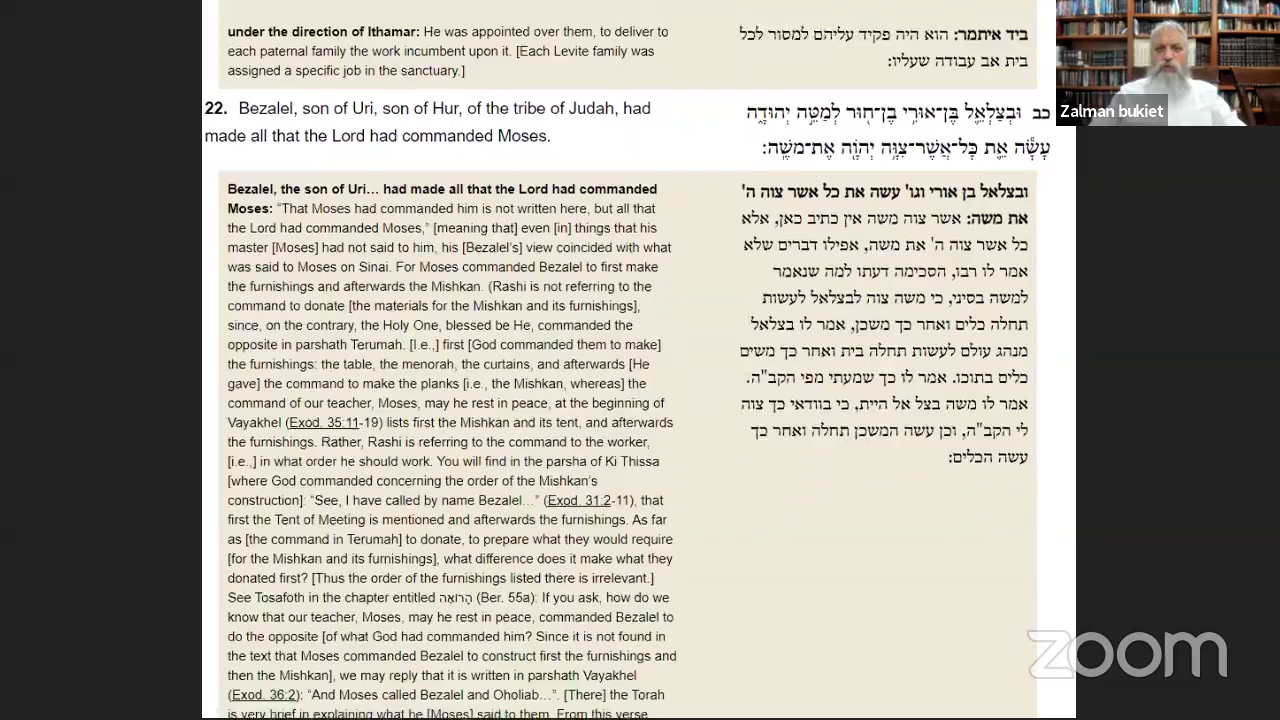 under the direction of Ithamar: He was appointed over them, to deliver to
each paternal family the work incumbent upon it. [Each Levite family was
assigned a specific job in the sanctuary.]
ביד איתמר: הוא היה פקיד עליהם למסור לכל
בית אב עבודה שעליו:
22. Bezalel, son of Uri, son of Hur, of the tribe of Judah, had
made all that the Lord had commanded Moses.
כב וּבְצַלְאֵ֛ל בֶּן־אוּרִ֥י בֶן־ח֖וּר לְמַטֵּ֣ה יְהוּדָ֑ה
עָשָׂ֕ה אֵ֛ת כָּל־אֲשֶׁר־צִוָּ֥ה יְהֹוָ֖ה אֶת־משֶֽׁה:
Bezalel, the son of Uri… had made all that the Lord had commanded
Moses: “That Moses had commanded him is not written here, but all that
the Lord had commanded Moses,” [meaning that] even [in] things that his
master [Moses] had not said to him, his [Bezalel’s] view coincided with what
was said to Moses on Sinai. For Moses commanded Bezalel to first make
the furnishings and afterwards the Mishkan. (Rashi is not referring to the
command to donate [the materials for the Mishkan and its furnishings],
since, on the contrary, the Holy One, blessed be He, commanded the
opposite in parshath Terumah. [I.e.,] first [God commanded them to make]
the furnishings: the table, the menorah, the curtains, and afterwards [He
gave] the command to make the planks [i.e., the Mishkan, whereas] the
command of our teacher, Moses, may he rest in peace, at the beginning of
Vayakhel (Exod. 35:11-19) lists first the Mishkan and its tent, and afterwards
the furnishings. Rather, Rashi is referring to the command to the worker,
[i.e.,] in what order he should work. You will find in the parsha of Ki Thissa
[where God commanded concerning the order of the Mishkan’s
construction]: “See, I have called by name Bezalel…” (Exod. 31:2-11), that
first the Tent of Meeting is mentioned and afterwards the furnishings. As far
as [the command in Terumah] to donate, to prepare what they would require
[for the Mishkan and its furnishings], what difference does it make what they
donated first? [Thus the order of the furnishings listed there is irrelevant.]
See Tosafoth in the chapter entitled הָרוֹאֶה (Ber. 55a): If you ask, how do we
know that our teacher, Moses, may he rest in peace, commanded Bezalel to
do the opposite [of what God had commanded him? Since it is not found in
the text that Moses commanded Bezalel to construct first the furnishings and
then the Mishkan], we may reply that it is written in parshath Vayakhel
(Exod. 36:2): “And Moses called Bezalel and Oholiab…”. [There] the Torah
is very brief in explaining what he [Moses] said to them. From this verse
ובצלאל בן אורי וגו' עשה את כל אשר צוה ה'
את משה: אשר צוה משה אין כתיב כאן, אלא
כל אשר צוה ה' את משה, אפילו דברים שלא
אמר לו רבו, הסכימה דעתו למה שנאמר
למשה בסיני, כי משה צוה לבצלאל לעשות
תחלה כלים ואחר כך משכן, אמר לו בצלאל
מנהג עולם לעשות תחלה בית ואחר כך משים
כלים בתוכו. אמר לו כך שמעתי מפי הקב"ה.
אמר לו משה בצל אל היית, כי בוודאי כך צוה
לי הקב"ה, וכן עשה המשכן תחלה ואחר כך
עשה הכלים:
Zalman bukiet
zoom